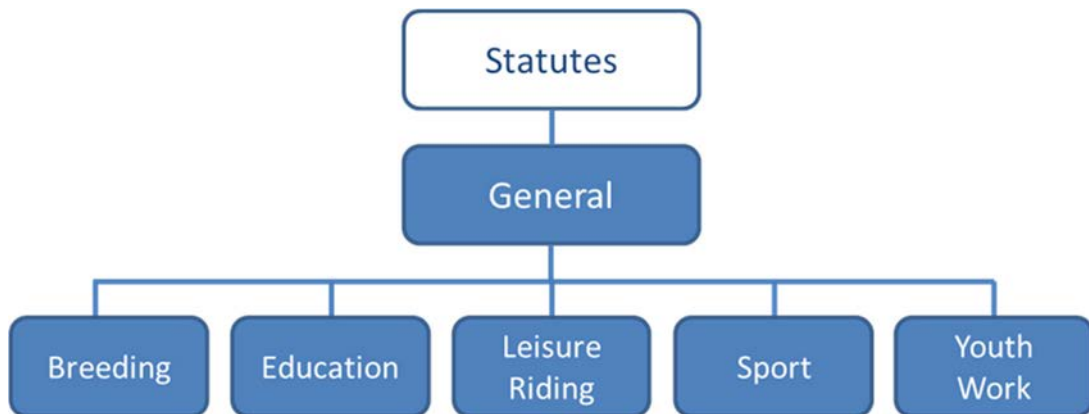 Statutes
General
Breeding
Education
Leisure
Riding
Sport
Youth
Work